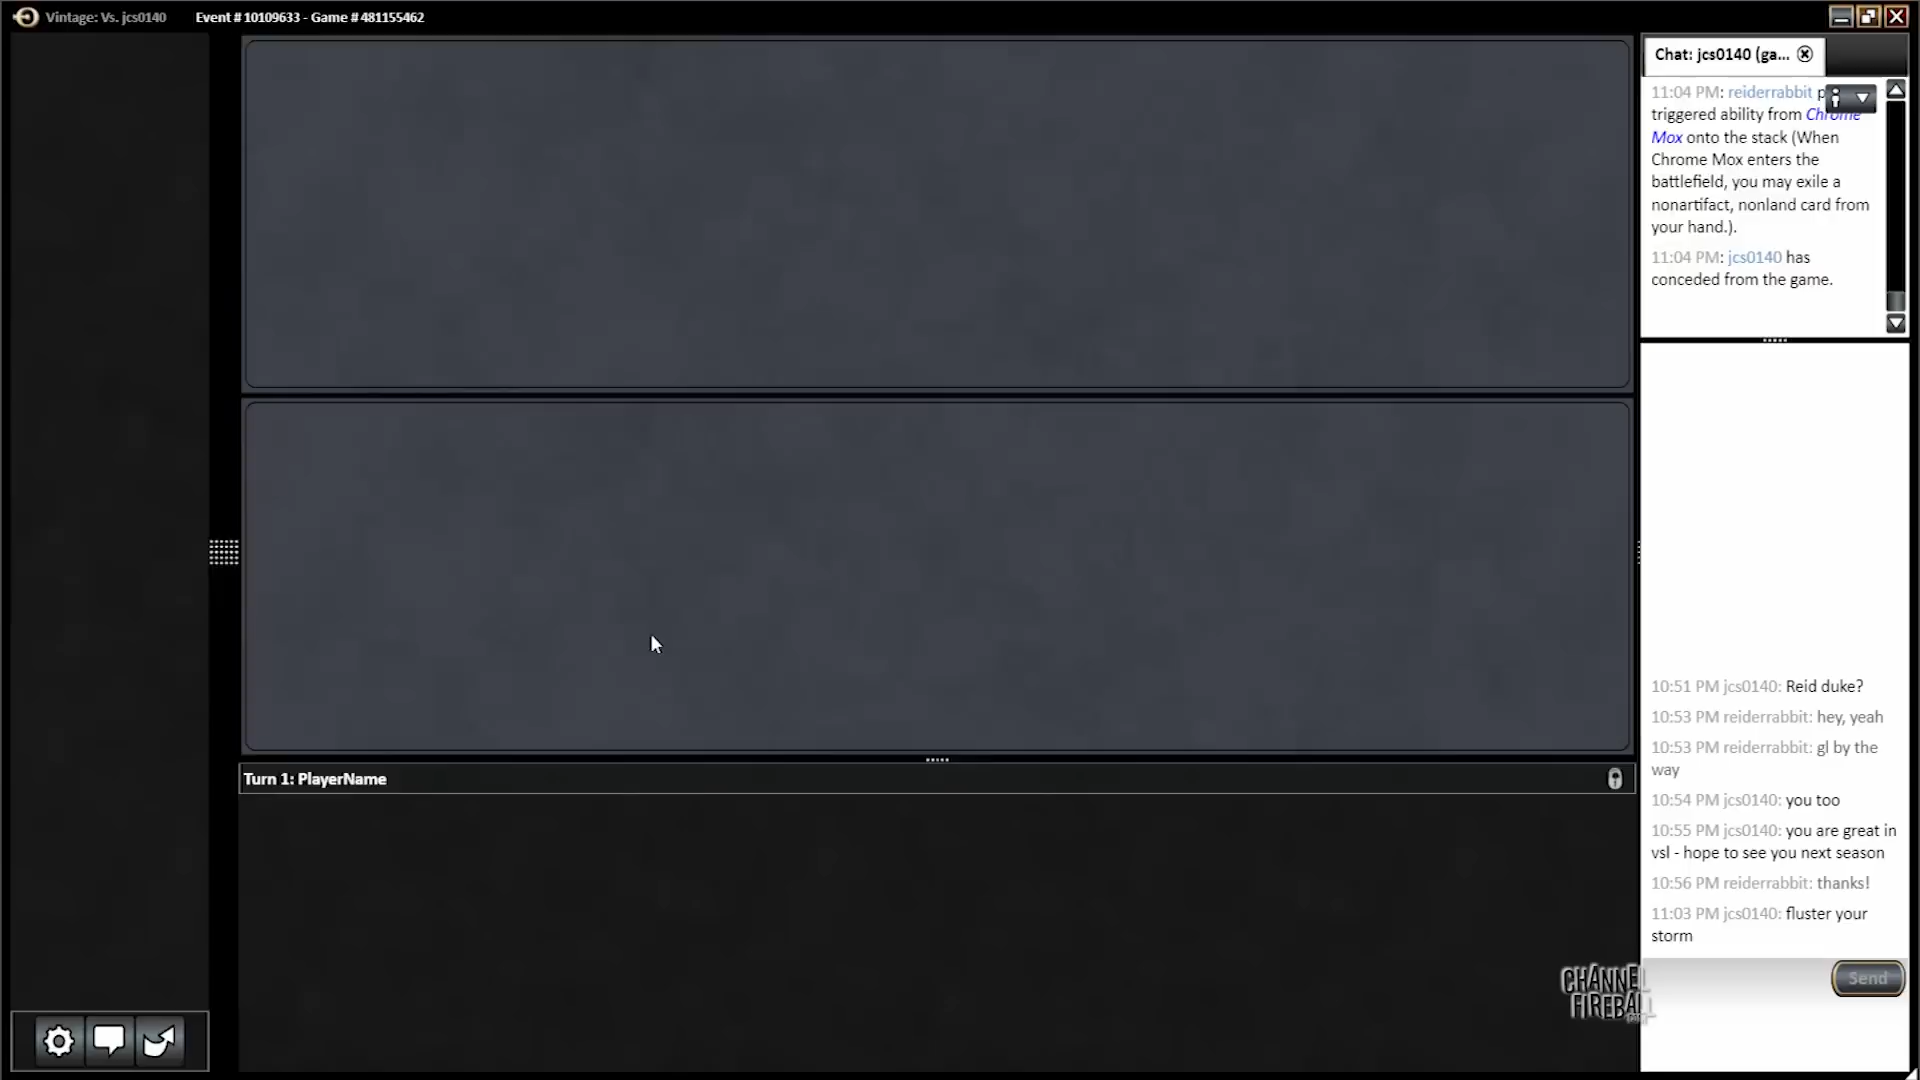 Vintage: Vs. jcs0140
Event # 10109633 - Game # 481155462
Chat: jcs0140 (ga...
11:04 PM: reiderrabbit p
triggered ability from Chrome
Mox onto the stack (When
Chrome Mox enters the
battlefield, you may exile a
nonartifact, nonland card from
your hand.).
11:04 PM: jcs0140 has
conceded from the game.
Turn 1: PlayerName
10:51 PM jcs0140: Reid duke?
10:53 PM reiderrabbit: hey, yeah
10:53 PM reiderrabbit: gl by the
way
10:54 PM jcs0140: you too
10:55 PM jcs0140: you are great in
vsl - hope to see you next season
10:56 PM reiderrabbit: thanks!
11:03 PM jcs0140: fluster your
storm
Send
CHANNEL
FIREBALL